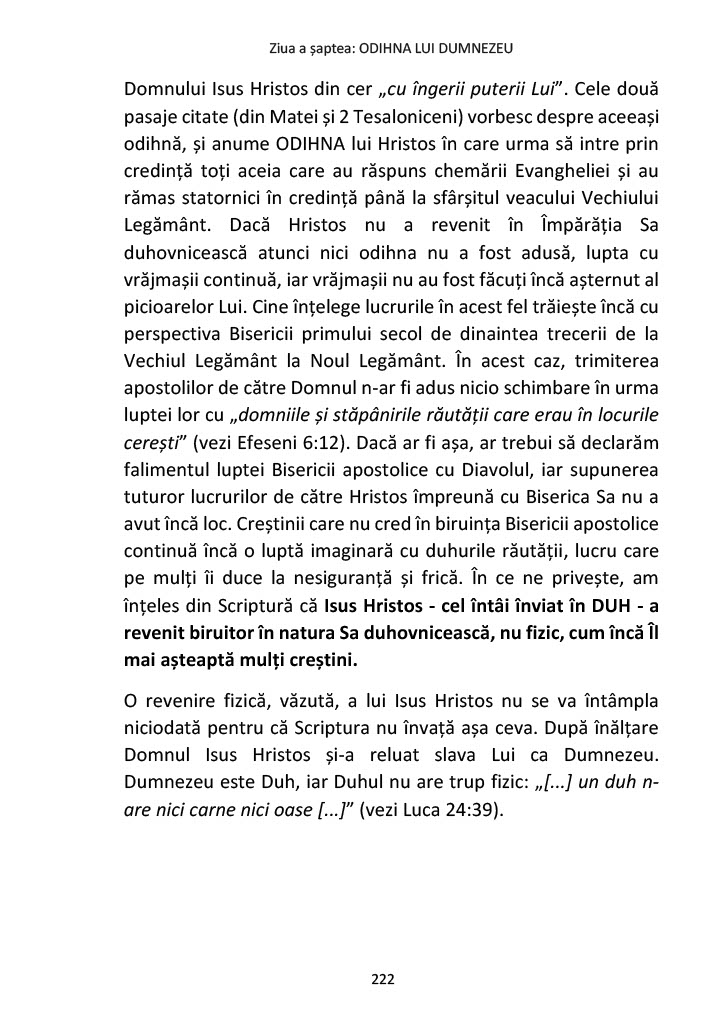 Ziua a șaptea: ODIHNA LUI DUMNEZEU
Domnului Isus Hristos din cer „cu îngerii puterii Lui”. Cele două
pasaje citate (din Matei și 2 Tesaloniceni) vorbesc despre aceeași
odihnă, și anume ODIHNA lui Hristos în care urma să intre prin
credință toți aceia care au răspuns chemării Evangheliei și au
rămas statornici în credință până la sfârșitul veacului Vechiului
Legământ. Dacă Hristos nu a revenit în Împărăția Sa
duhovnicească atunci nici odihna nu a fost adusă, lupta cu
vrăjmașii continuă, iar vrăjmașii nu au fost făcuți încă așternut al
picioarelor Lui. Cine înțelege lucrurile în acest fel trăiește încă cu
perspectiva Bisericii primului secol de dinaintea trecerii de la
Vechiul Legământ la Noul Legământ. În acest caz, trimiterea
apostolilor de către Domnul n-ar fi adus nicio schimbare în urma
luptei lor cu „domniile și stăpânirile răutății care erau în locurile
cerești” (vezi Efeseni 6:12). Dacă ar fi așa, ar trebui să declarăm
falimentul luptei Bisericii apostolice cu Diavolul, iar supunerea
tuturor lucrurilor de către Hristos împreună cu Biserica Sa nu a
avut încă loc. Creștinii care nu cred în biruința Bisericii apostolice
continuă încă o luptă imaginară cu duhurile răutății, lucru care
pe mulți îi duce la nesiguranță și frică. În ce ne privește, am
înțeles din Scriptură că Isus Hristos - cel întâi înviat în DUH - a
revenit biruitor în natura Sa duhovnicească, nu fizic, cum încă Îl
mai așteaptă mulți creștini.
O revenire fizică, văzută, a lui Isus Hristos nu se va întâmpla
niciodată pentru că Scriptura nu învață așa ceva. După înălțare
Domnul Isus Hristos și-a reluat slava Lui ca Dumnezeu.
Dumnezeu este Duh, iar Duhul nu are trup fizic: „[...] un duh n-
are nici carne nici oase [...]” (vezi Luca 24:39).
222